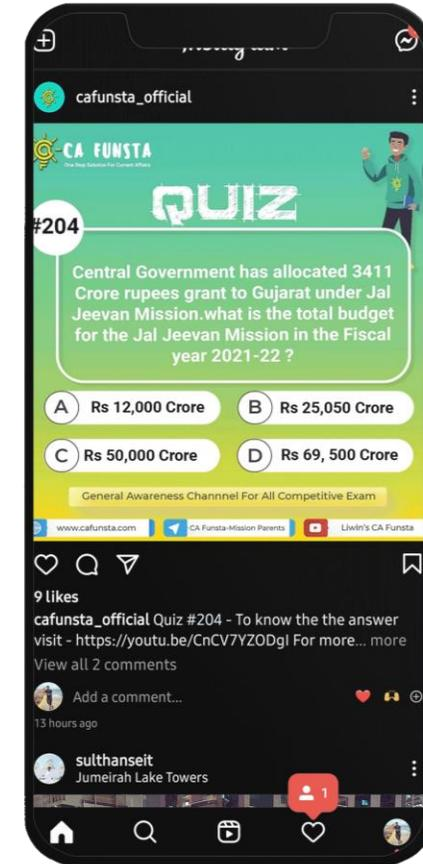 cafunsta_official
CA FUNSTA
One Stop Solution For Current Affairs
QUIZ
#204
Central Government has allocated 3411
Crore rupees grant to Gujarat under Jal
Jeevan Mission.what is the total budget
for the Jal Jeevan Mission in the Fiscal
year 2021-22 ?
A Rs 12,000 Crore
B Rs 25,050 Crore
C Rs 50,000 Crore
D Rs 69, 500 Crore
General Awareness Channnel For All Competitive Exam
www.cafunsta.com
CA Funsta-Mission Parents
Liwin's CA Funsta
9 likes
cafunsta_official Quiz #204 - To know the the answer
visit - https://youtu.be/CnCV7YZODgI For more... more
View all 2 comments
Add a comment...
13 hours ago
sulthanseit
Jumeirah Lake Towers
1